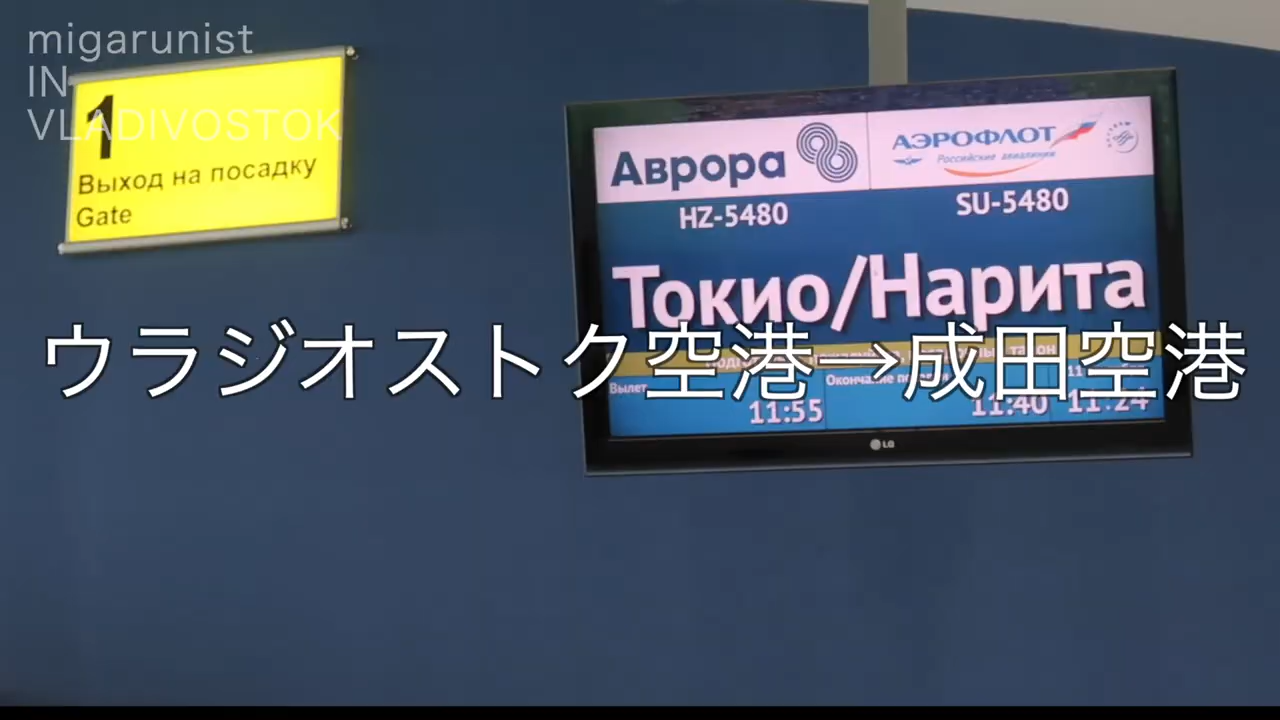 migarunist
IN
VLADIVOSTOK
1
Выход на посадку
Gate
Аврора
АЭРОФЛОТ
Российские авиалинии
HZ-5480
SU-5480
Токио/Нарита
ウラジオストク空港→成田空港
Вылет
11:55
Окончание
11:40
11:24
LG